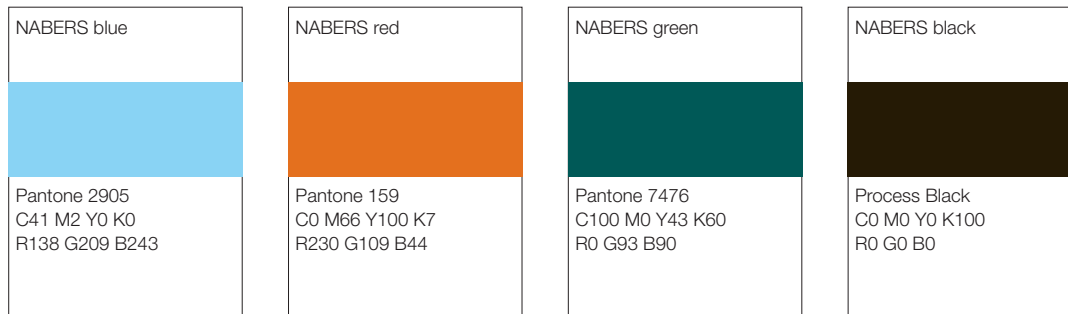 NABERS blue
Pantone 2905
C41 M2 Y0 K0
R138 G209 B243
NABERS red
Pantone 159
C0 M66 Y100 K7
R230 G109 B44
NABERS green
Pantone 7476
C100 M0 Y43 K60
R0 G93 B90
NABERS black
Process Black
C0 M0 Y0 K100
R0 G0 B0